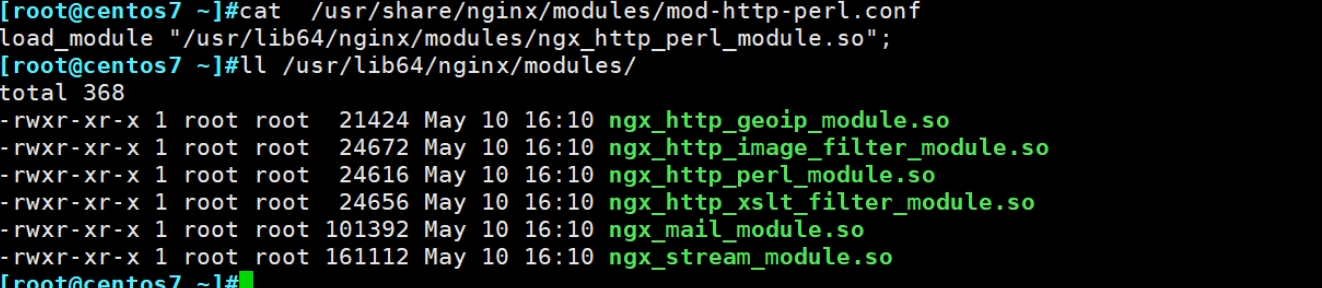 [root@centos7 ~]#cat  /usr/share/nginx/modules/mod-http-perl.conf
load_module "/usr/lib64/nginx/modules/ngx_http_perl_module.so";
[root@centos7 ~]#ll /usr/lib64/nginx/modules/
total 368
-rwxr-xr-x 1 root root  21424 May 10 16:10 ngx_http_geoip_module.so
-rwxr-xr-x 1 root root  24672 May 10 16:10 ngx_http_image_filter_module.so
-rwxr-xr-x 1 root root  24616 May 10 16:10 ngx_http_perl_module.so
-rwxr-xr-x 1 root root  24656 May 10 16:10 ngx_http_xslt_filter_module.so
-rwxr-xr-x 1 root root 101392 May 10 16:10 ngx_mail_module.so
-rwxr-xr-x 1 root root 161112 May 10 16:10 ngx_stream_module.so
[root@centos7 ~]#